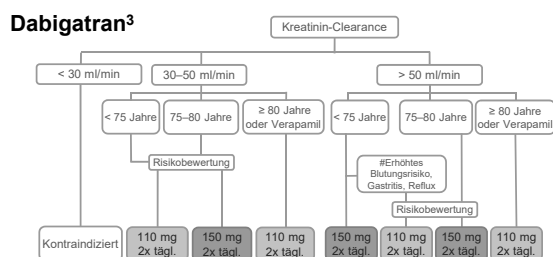 Dabigatran³
Kreatinin-Clearance
< 30 ml/min
30–50 ml/min
> 50 ml/min
< 75 Jahre
75–80 Jahre
≥ 80 Jahre
oder Verapamil
< 75 Jahre
75–80 Jahre
≥ 80 Jahre
oder Verapamil
Risikobewertung
#Erhöhtes
Blutungsrisiko,
Gastritis, Reflux
Risikobewertung
Kontraindiziert
110 mg
2x tägl.
150 mg
2x tägl.
110 mg
2x tägl.
150 mg
2x tägl.
110 mg
2x tägl.
150 mg
2x tägl.
110 mg
2x tägl.